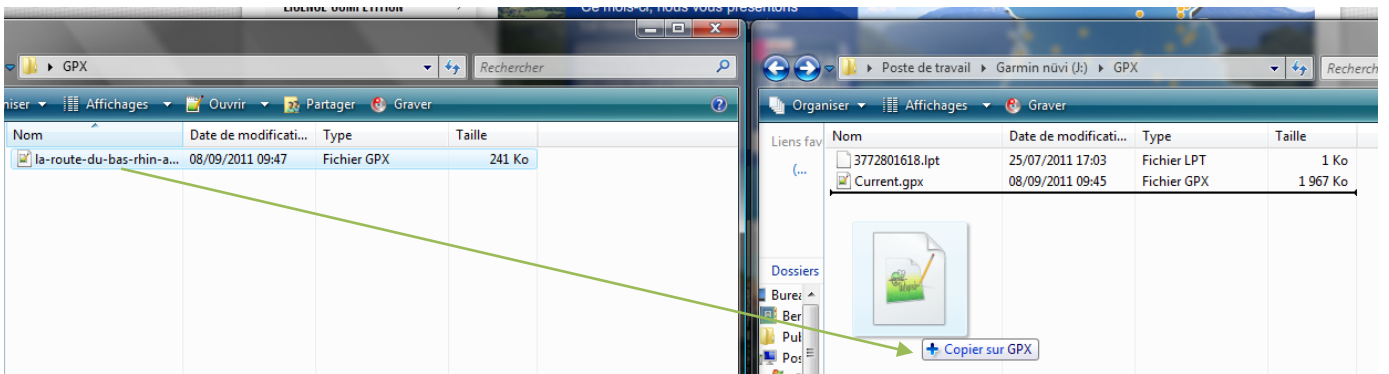 LICENCE COMPETITION
Ce mois-ci, nous vous présentons
GPX
Rechercher
Affichages
Ouvrir
Partager
Graver
Nom
Date de modificati...
Type
Taille
la-route-du-bas-rhin-a...
08/09/2011 09:47
Fichier GPX
241 Ko
Poste de travail
Garmin nüvi (J:)
GPX
Organiser
Affichages
Graver
Liens fav
(...
Nom
Date de modificati...
Type
Taille
3772801618.lpt
25/07/2011 17:03
Fichier LPT
1 Ko
Current.gpx
08/09/2011 09:45
Fichier GPX
1 967 Ko
Dossiers
Burea
Ber
Pub
Pos
Copier sur GPX